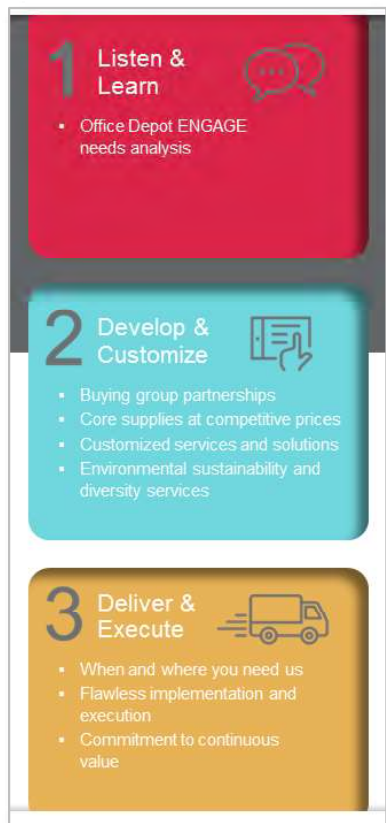 1 Listen &
Learn
▪ Office Depot ENGAGE
needs analysis
2 Develop &
Customize
▪ Buying group partnerships
▪ Core supplies at competitive prices
▪ Customized services and solutions
▪ Environmental sustainability and
diversity services
3 Deliver &
Execute
▪ When and where you need us
▪ Flawless implementation and
execution
▪ Commitment to continuous
value